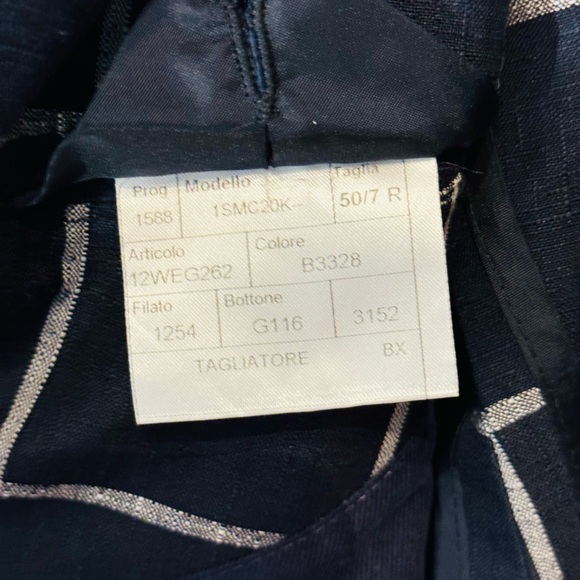 Prog Modello Taglia
1588 1SMC20K- 50/7 R
Articolo Colore
12WEG262 B3328
Filato Bottone
1254 G116 3152
TAGLIATORE BX